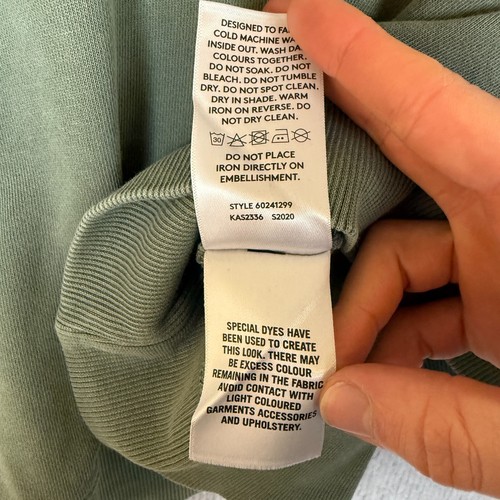 DESIGNED TO
COLD MACHINE
INSIDE OUT. WASH
COLOURS TOGETHER.
DO NOT SOAK. DO NOT
BLEACH. DO NOT TUMBLE
DRY. DO NOT SPOT CLEAN.
DRY IN SHADE. WARM
IRON ON REVERSE. DO
NOT DRY CLEAN.
30
DO NOT PLACE
IRON DIRECTLY ON
EMBELLISHMENT.
STYLE 60241299
KAS2336 S2020
SPECIAL DYES HAVE
BEEN USED TO CREATE
THIS LOOK. THERE MAY
BE EXCESS COLOUR
REMAINING IN THE FABRIC
AVOID CONTACT WITH
LIGHT COLOURED
GARMENTS ACCESSORIES
AND UPHOLSTERY.